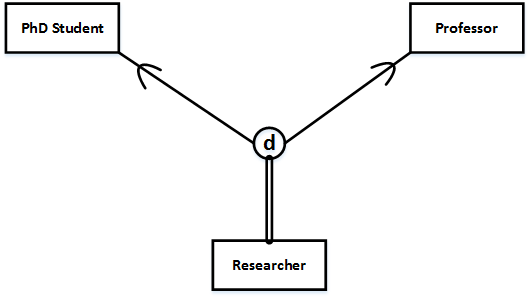 PhD Student
Professor
d
Researcher